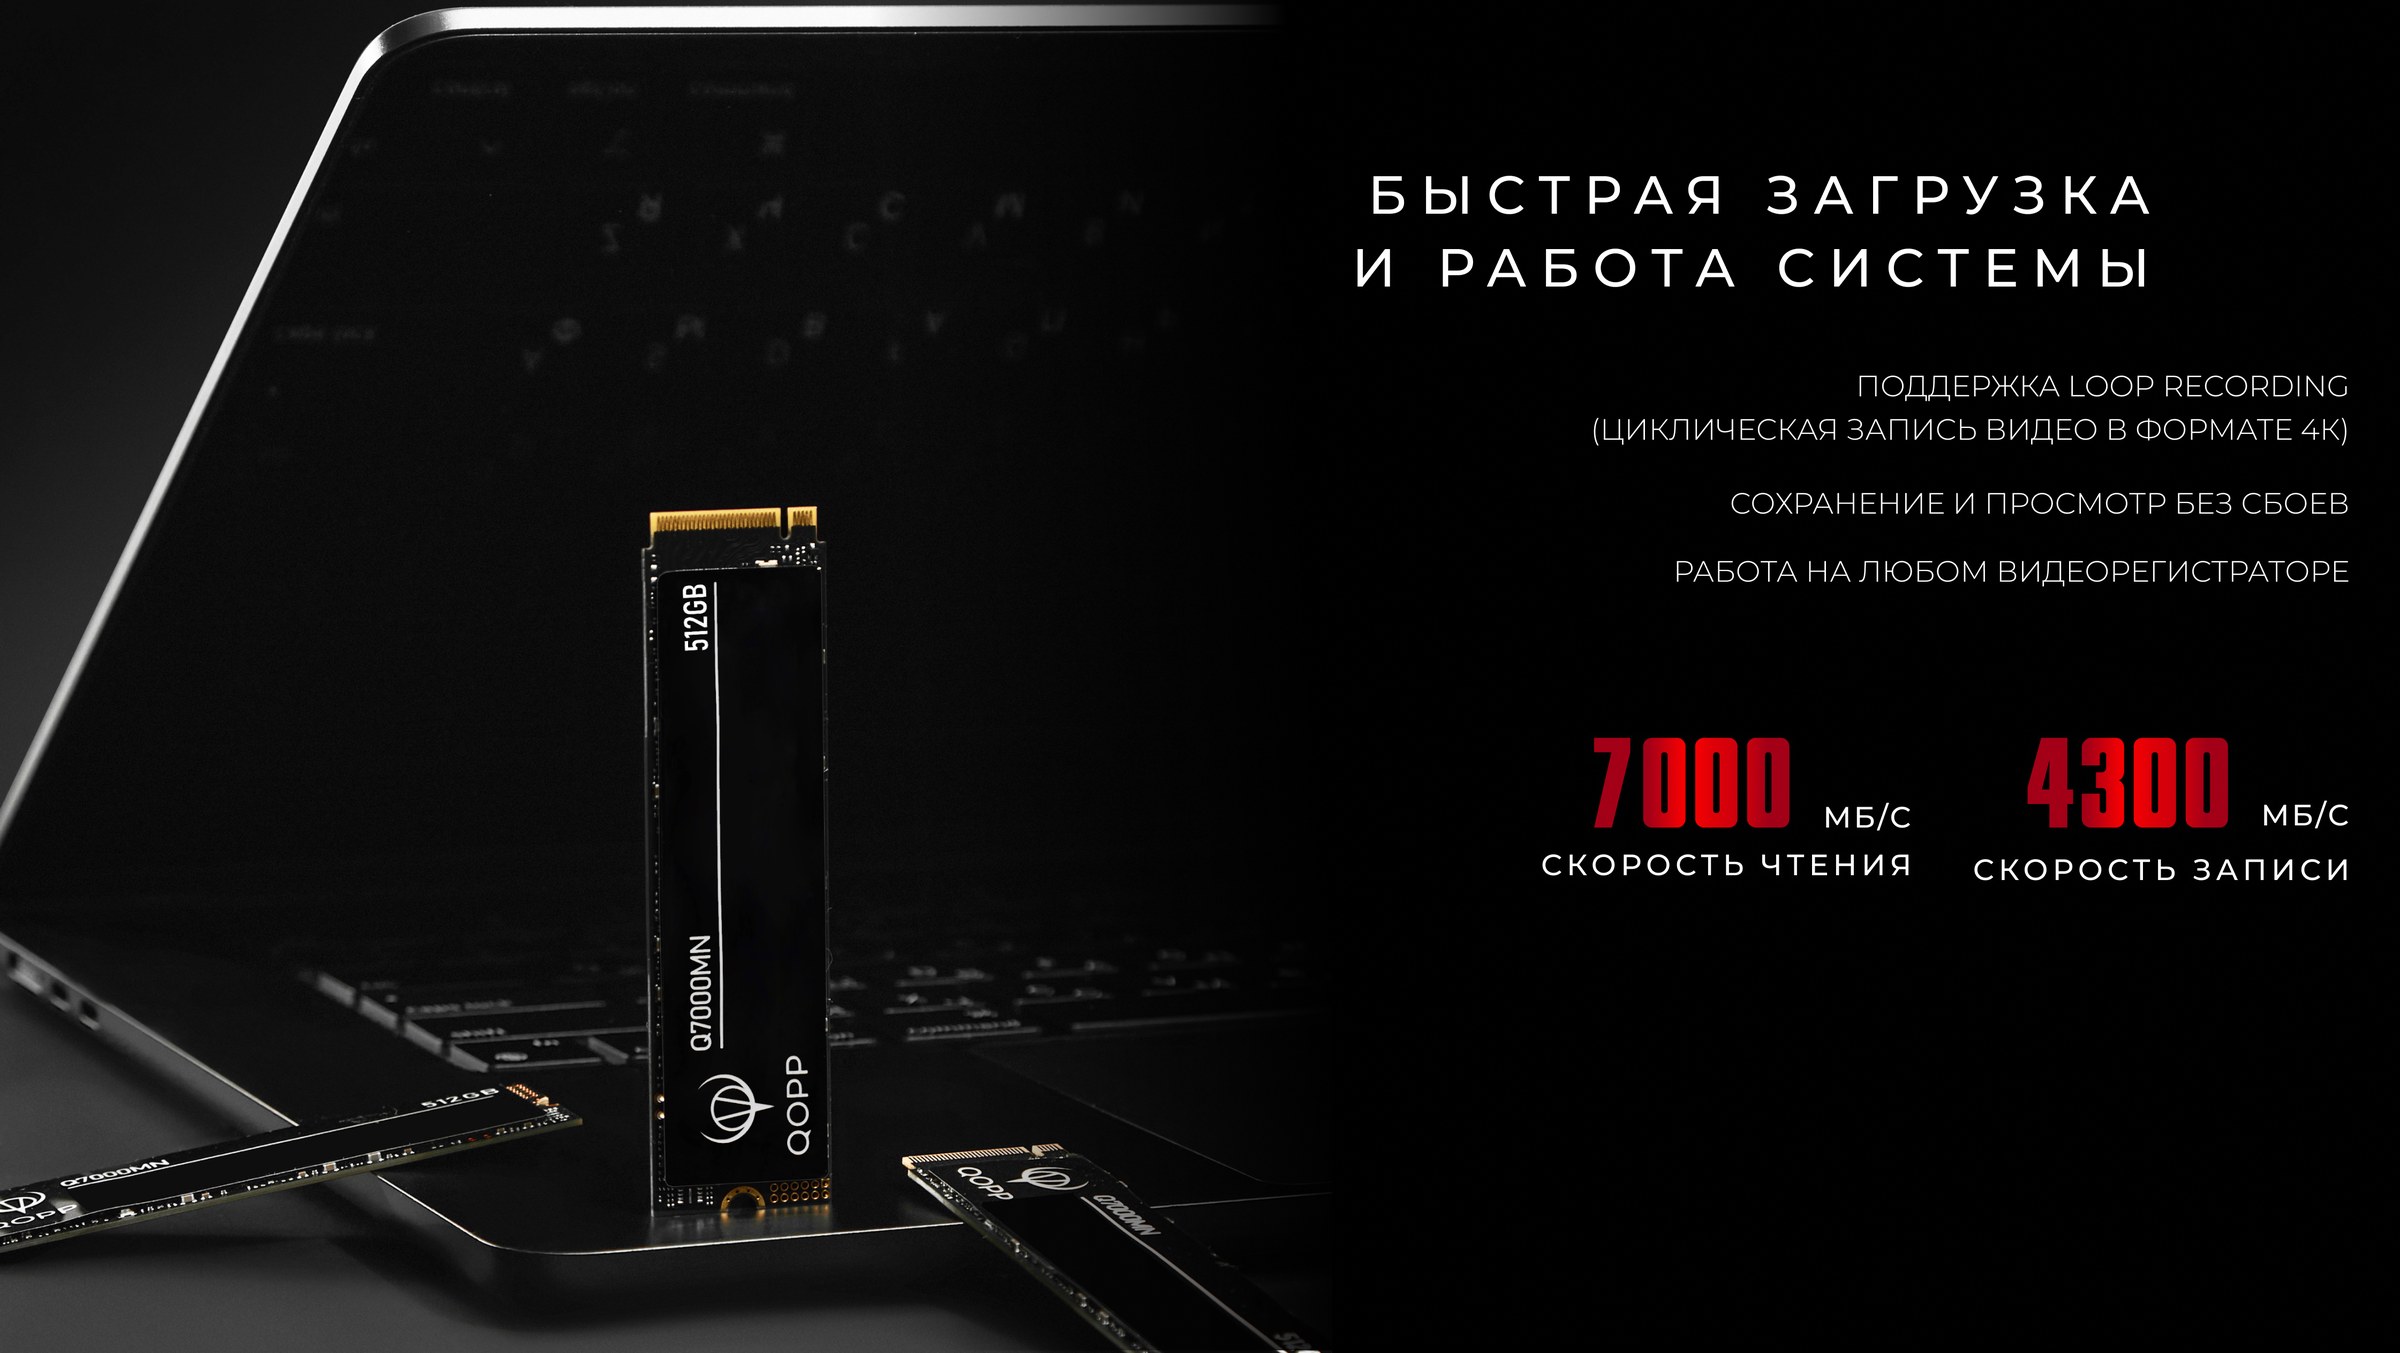 БЫСТРАЯ ЗАГРУЗКА
И РАБОТА СИСТЕМЫ
ПОДДЕРЖКА LOOP RECORDING
(ЦИКЛИЧЕСКАЯ ЗАПИСЬ ВИДЕО В ФОРМАТЕ 4К)
СОХРАНЕНИЕ И ПРОСМОТР БЕЗ СБОЕВ
РАБОТА НА ЛЮБОМ ВИДЕОРЕГИСТРАТОРЕ
7000 МБ/С
СКОРОСТЬ ЧТЕНИЯ
4300 МБ/С
СКОРОСТЬ ЗАПИСИ
512GB
Q7000MN
QOPP
512GB
Q7000MN
QOPP
QOPP
Q7000MN